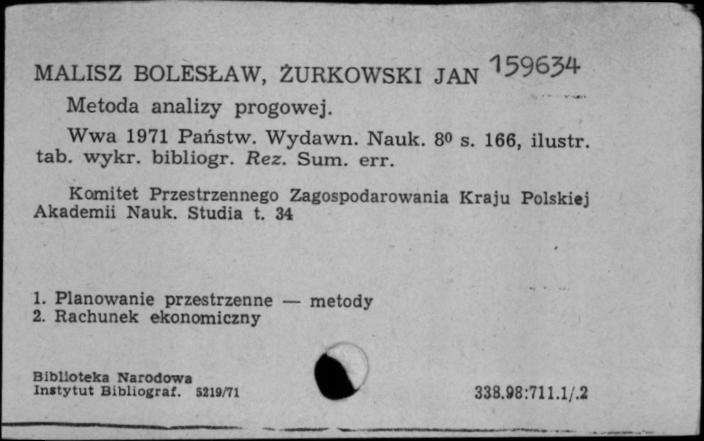 MALISZ BOLESŁAW, ŻURKOWSKI JAN 159634
Metoda analizy progowej.
Wwa 1971 Państw. Wydawn. Nauk. 8⁰ s. 166, ilustr.
tab. wykr. bibliogr. Rez. Sum. err.
Komitet Przestrzennego Zagospodarowania Kraju Polskiej
Akademii Nauk. Studia t. 34
1. Planowanie przestrzenne — metody
2. Rachunek ekonomiczny
Biblioteka Narodowa
Instytut Bibliograf. 5219/71
338.98:711.1/.2